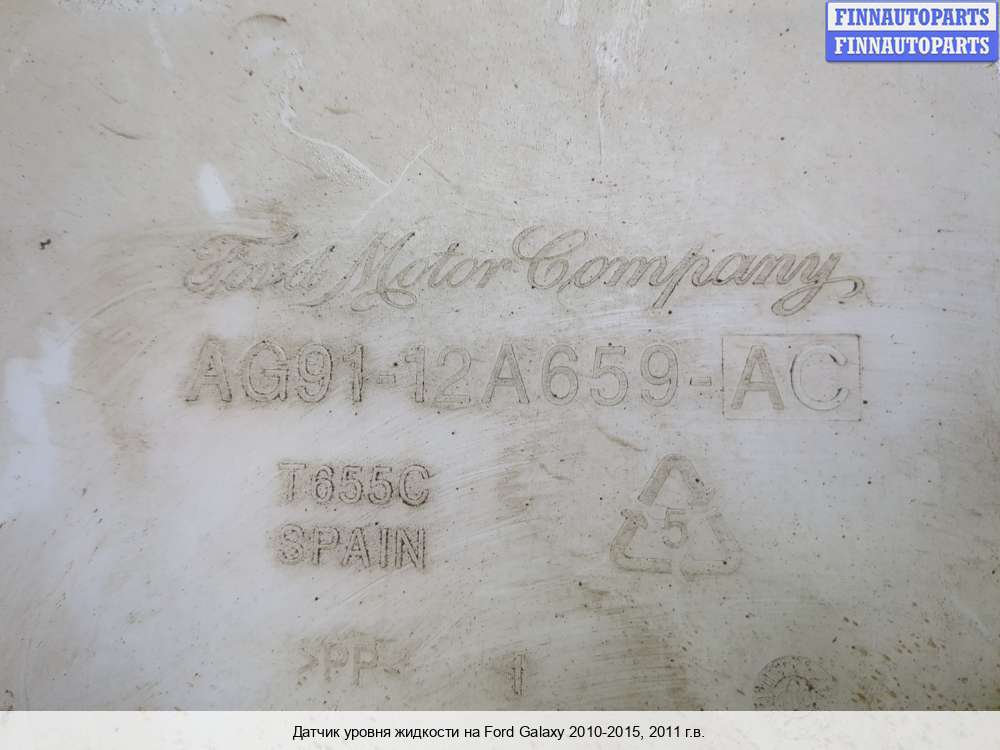 FINNAUTOPARTS
FINNAUTOPARTS
Ford Motor Company
AG91-12A659-AC
T655C
SPAIN
5
>PP<
1
Датчик уровня жидкости на Ford Galaxy 2010-2015, 2011 г.в.